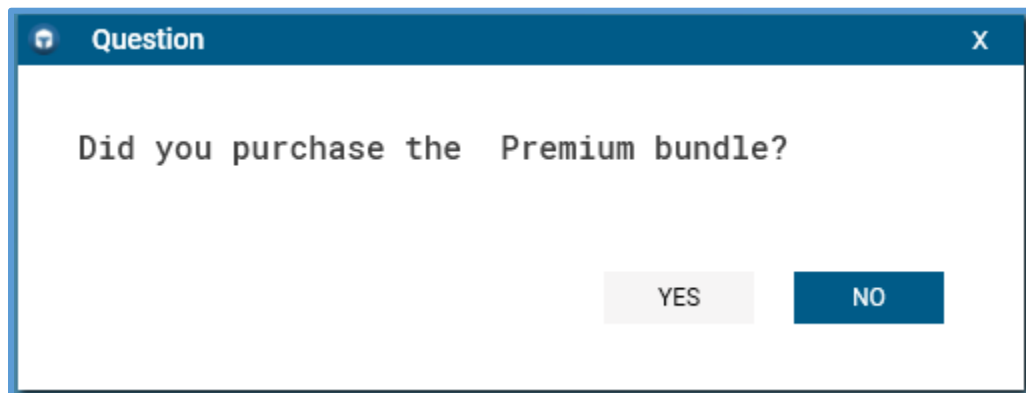 Question X
Did you purchase the  Premium bundle?
YES NO